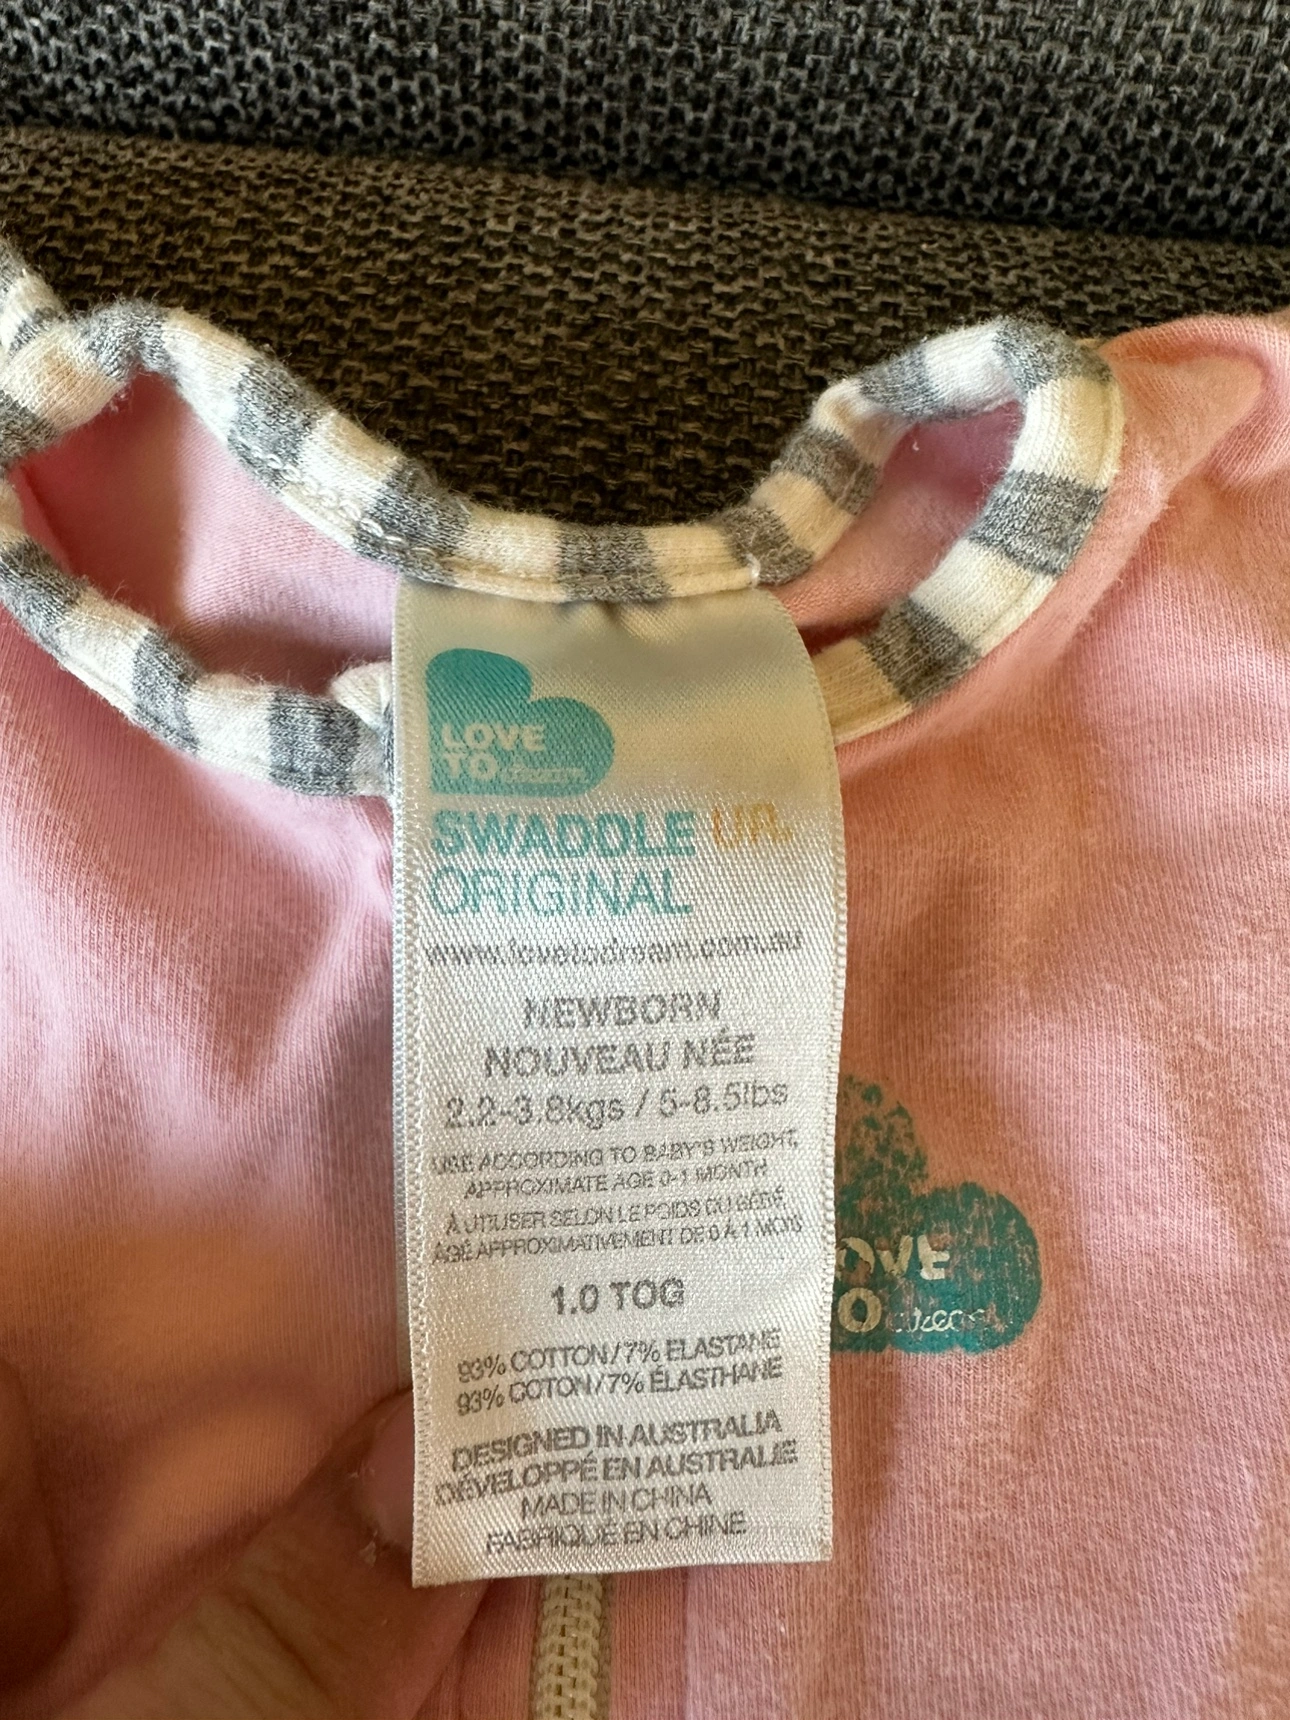 LOVE
TO dream
SWADDLE UP
ORIGINAL
www.lovetodream.com.au
NEWBORN
NOUVEAU NÉE
2.2-3.8kgs / 5-8.5lbs
USE ACCORDING TO BABY'S WEIGHT,
APPROXIMATE AGE 0-1 MONTH
À UTILISER SELON LE POIDS DU BÉBÉ,
ÂGE APPROXIMATIVEMENT DE 0 À 1 MOIS
1.0 TOG
93% COTTON/7% ELASTANE
93% COTON/7% ÉLASTHANE
DESIGNED IN AUSTRALIA
DÉVELOPPÉ EN AUSTRALIE
MADE IN CHINA
FABRIQUÉ EN CHINE
OVE
O dream